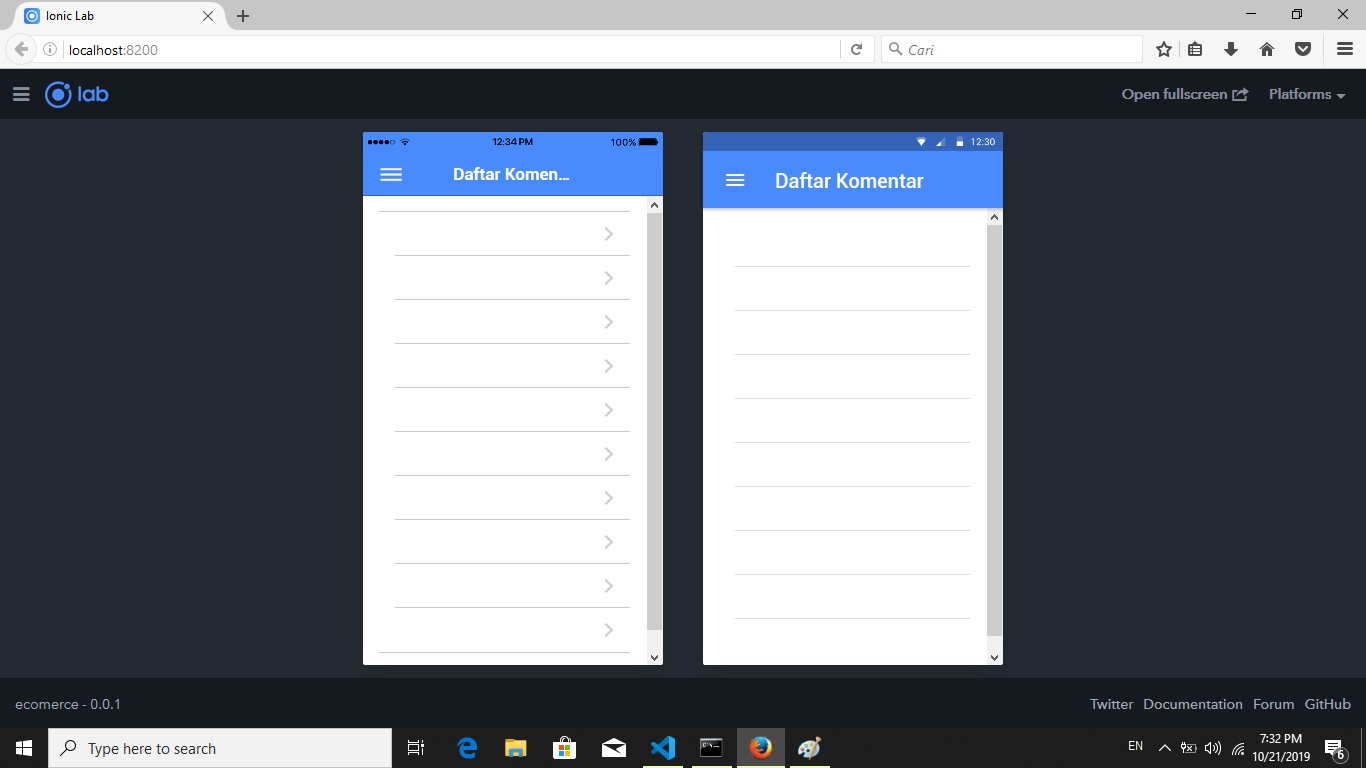 Ionic Lab
localhost:8200
Cari
lab
Open fullscreen
Platforms
12:34 PM
100%
Daftar Komen...
12:30
Daftar Komentar
ecomerce - 0.0.1
Twitter Documentation Forum GitHub
Type here to search
EN
7:32 PM
10/21/2019
6